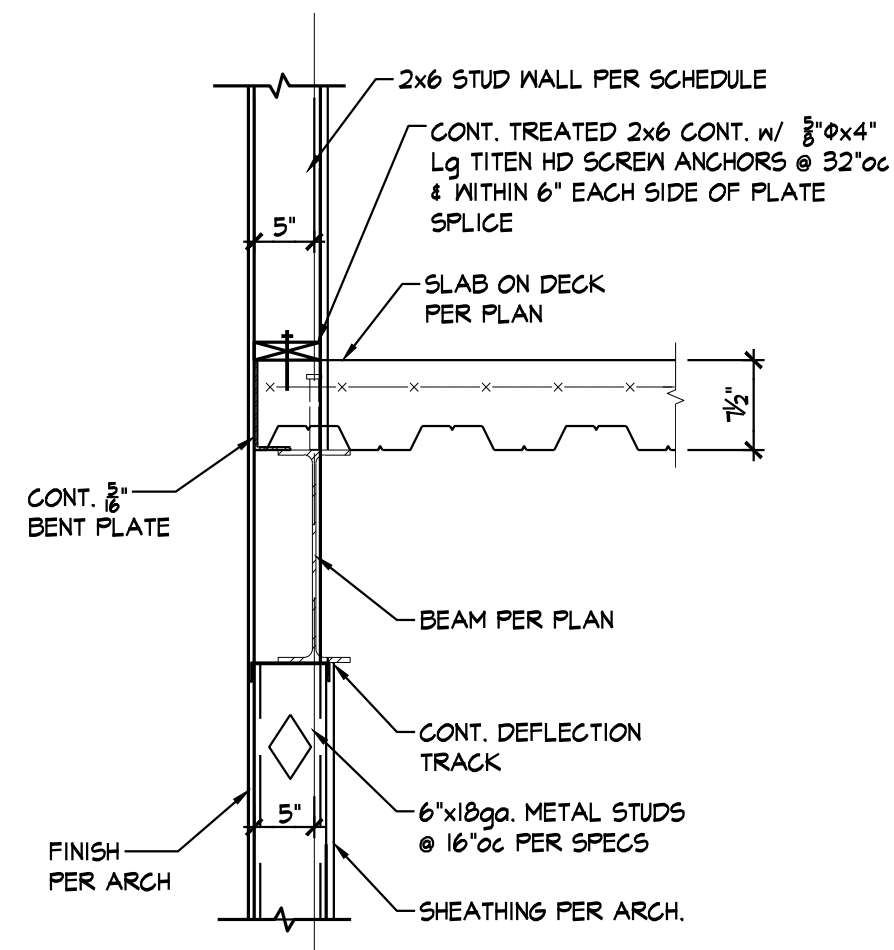 2x6 STUD WALL PER SCHEDULE
CONT. TREATED 2x6 CONT. w/ 5/8"Φx4"
Lg TITEN HD SCREW ANCHORS @ 32"oc
& WITHIN 6" EACH SIDE OF PLATE
SPLICE
5"
SLAB ON DECK
PER PLAN
7½"
CONT. 5/16"
BENT PLATE
BEAM PER PLAN
CONT. DEFLECTION
TRACK
6"x18ga. METAL STUDS
@ 16"oc PER SPECS
5"
FINISH
PER ARCH
SHEATHING PER ARCH.